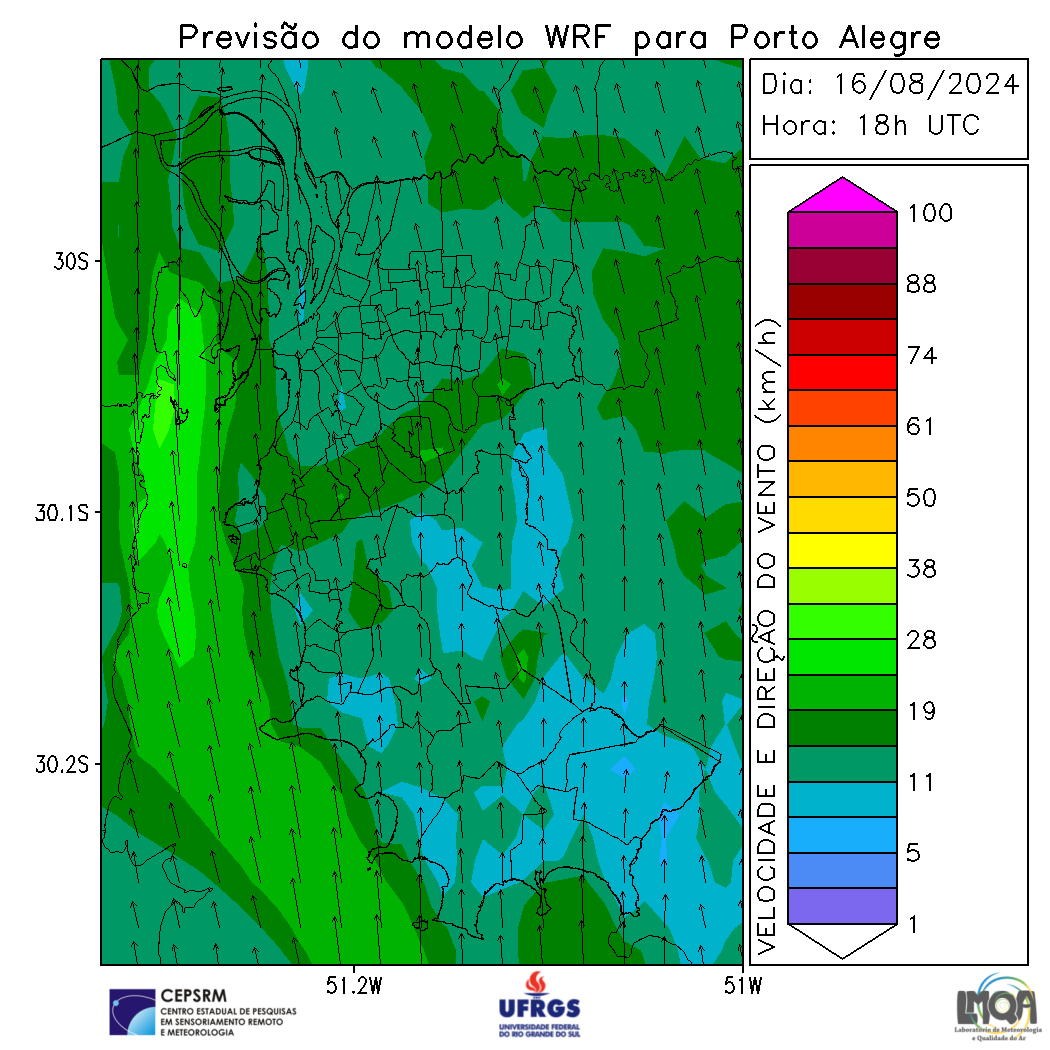 Previsão do modelo WRF para Porto Alegre
Dia: 16/08/2024
Hora: 18h UTC
30S
30.1S
30.2S
51.2W
51W
VELOCIDADE E DIREÇÃO DO VENTO (km/h)
100
88
74
61
50
38
28
19
11
5
1
CEPSRM
CENTRO ESTADUAL DE PESQUISAS
EM SENSORIAMENTO REMOTO
E METEOROLOGIA
UFRGS
UNIVERSIDADE FEDERAL
DO RIO GRANDE DO SUL
LMQA
Laboratório de Meteorologia
e Qualidade do Ar